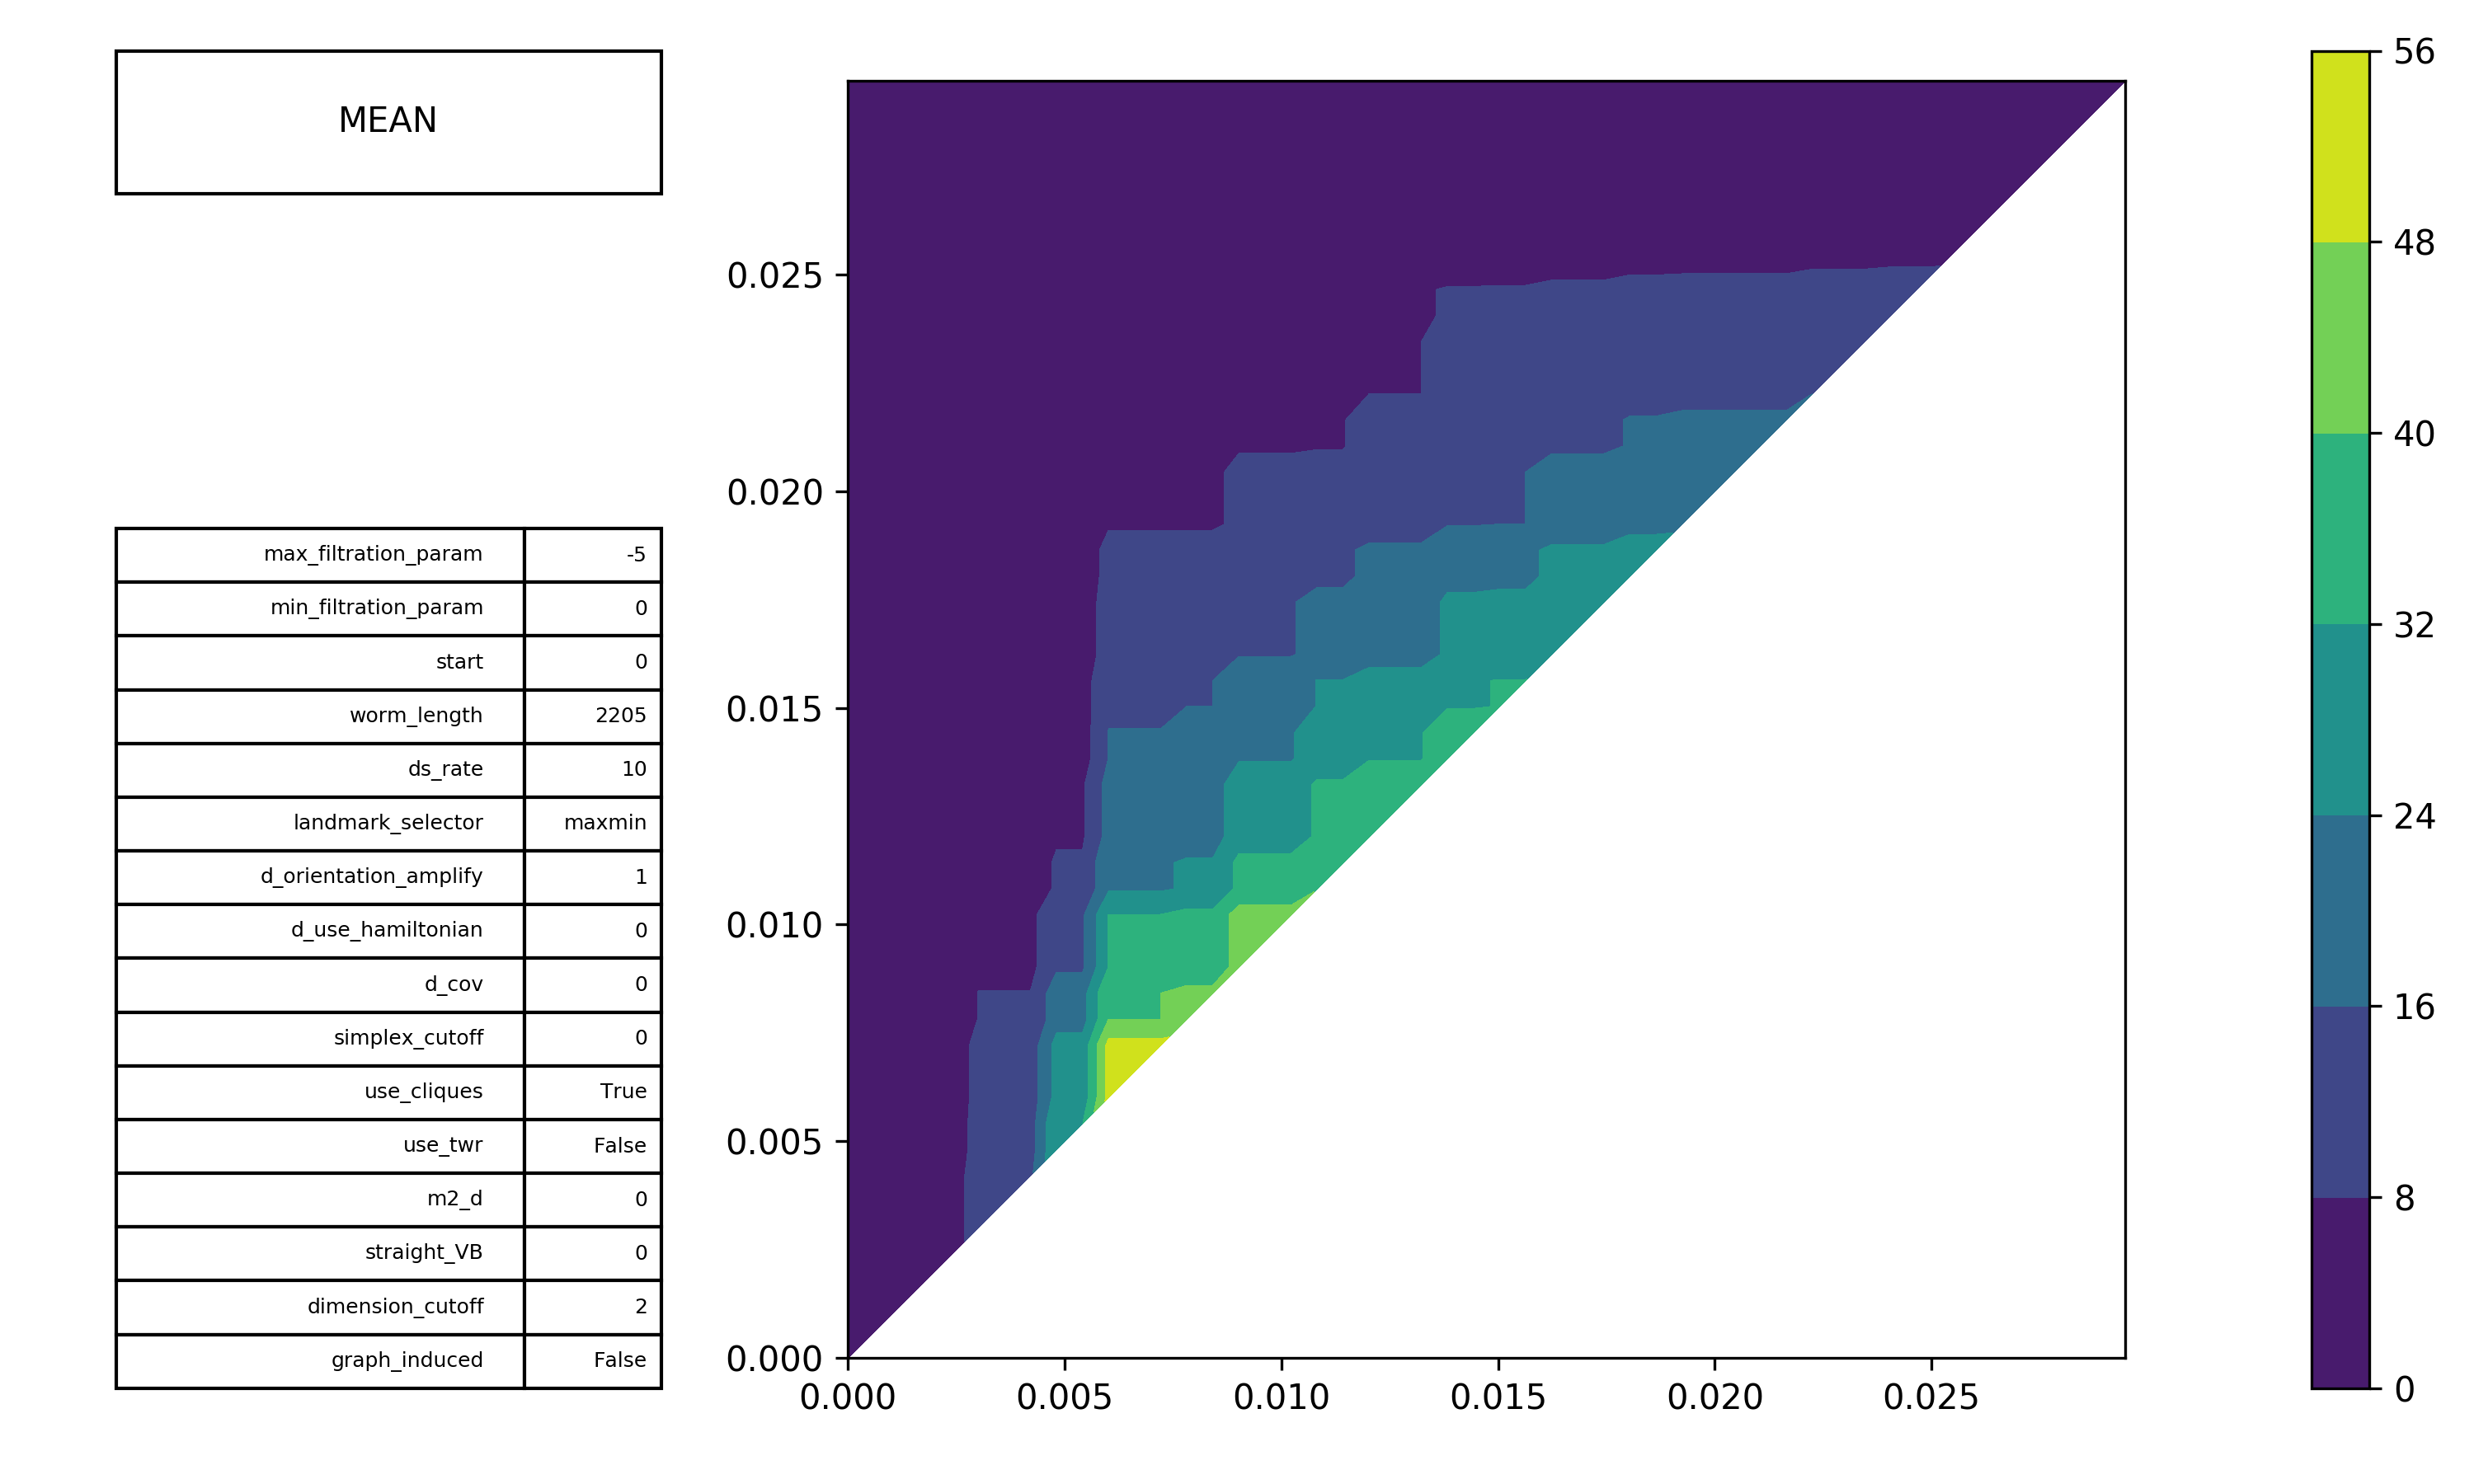 MEAN
max_filtration_param -5
min_filtration_param 0
start 0
worm_length 2205
ds_rate 10
landmark_selector maxmin
d_orientation_amplify 1
d_use_hamiltonian 0
d_cov 0
simplex_cutoff 0
use_cliques True
use_twr False
m2_d 0
straight_VB 0
dimension_cutoff 2
graph_induced False
0.025
0.020
0.015
0.010
0.005
0.000
0.000 0.005 0.010 0.015 0.020 0.025
56
48
40
32
24
16
8
0